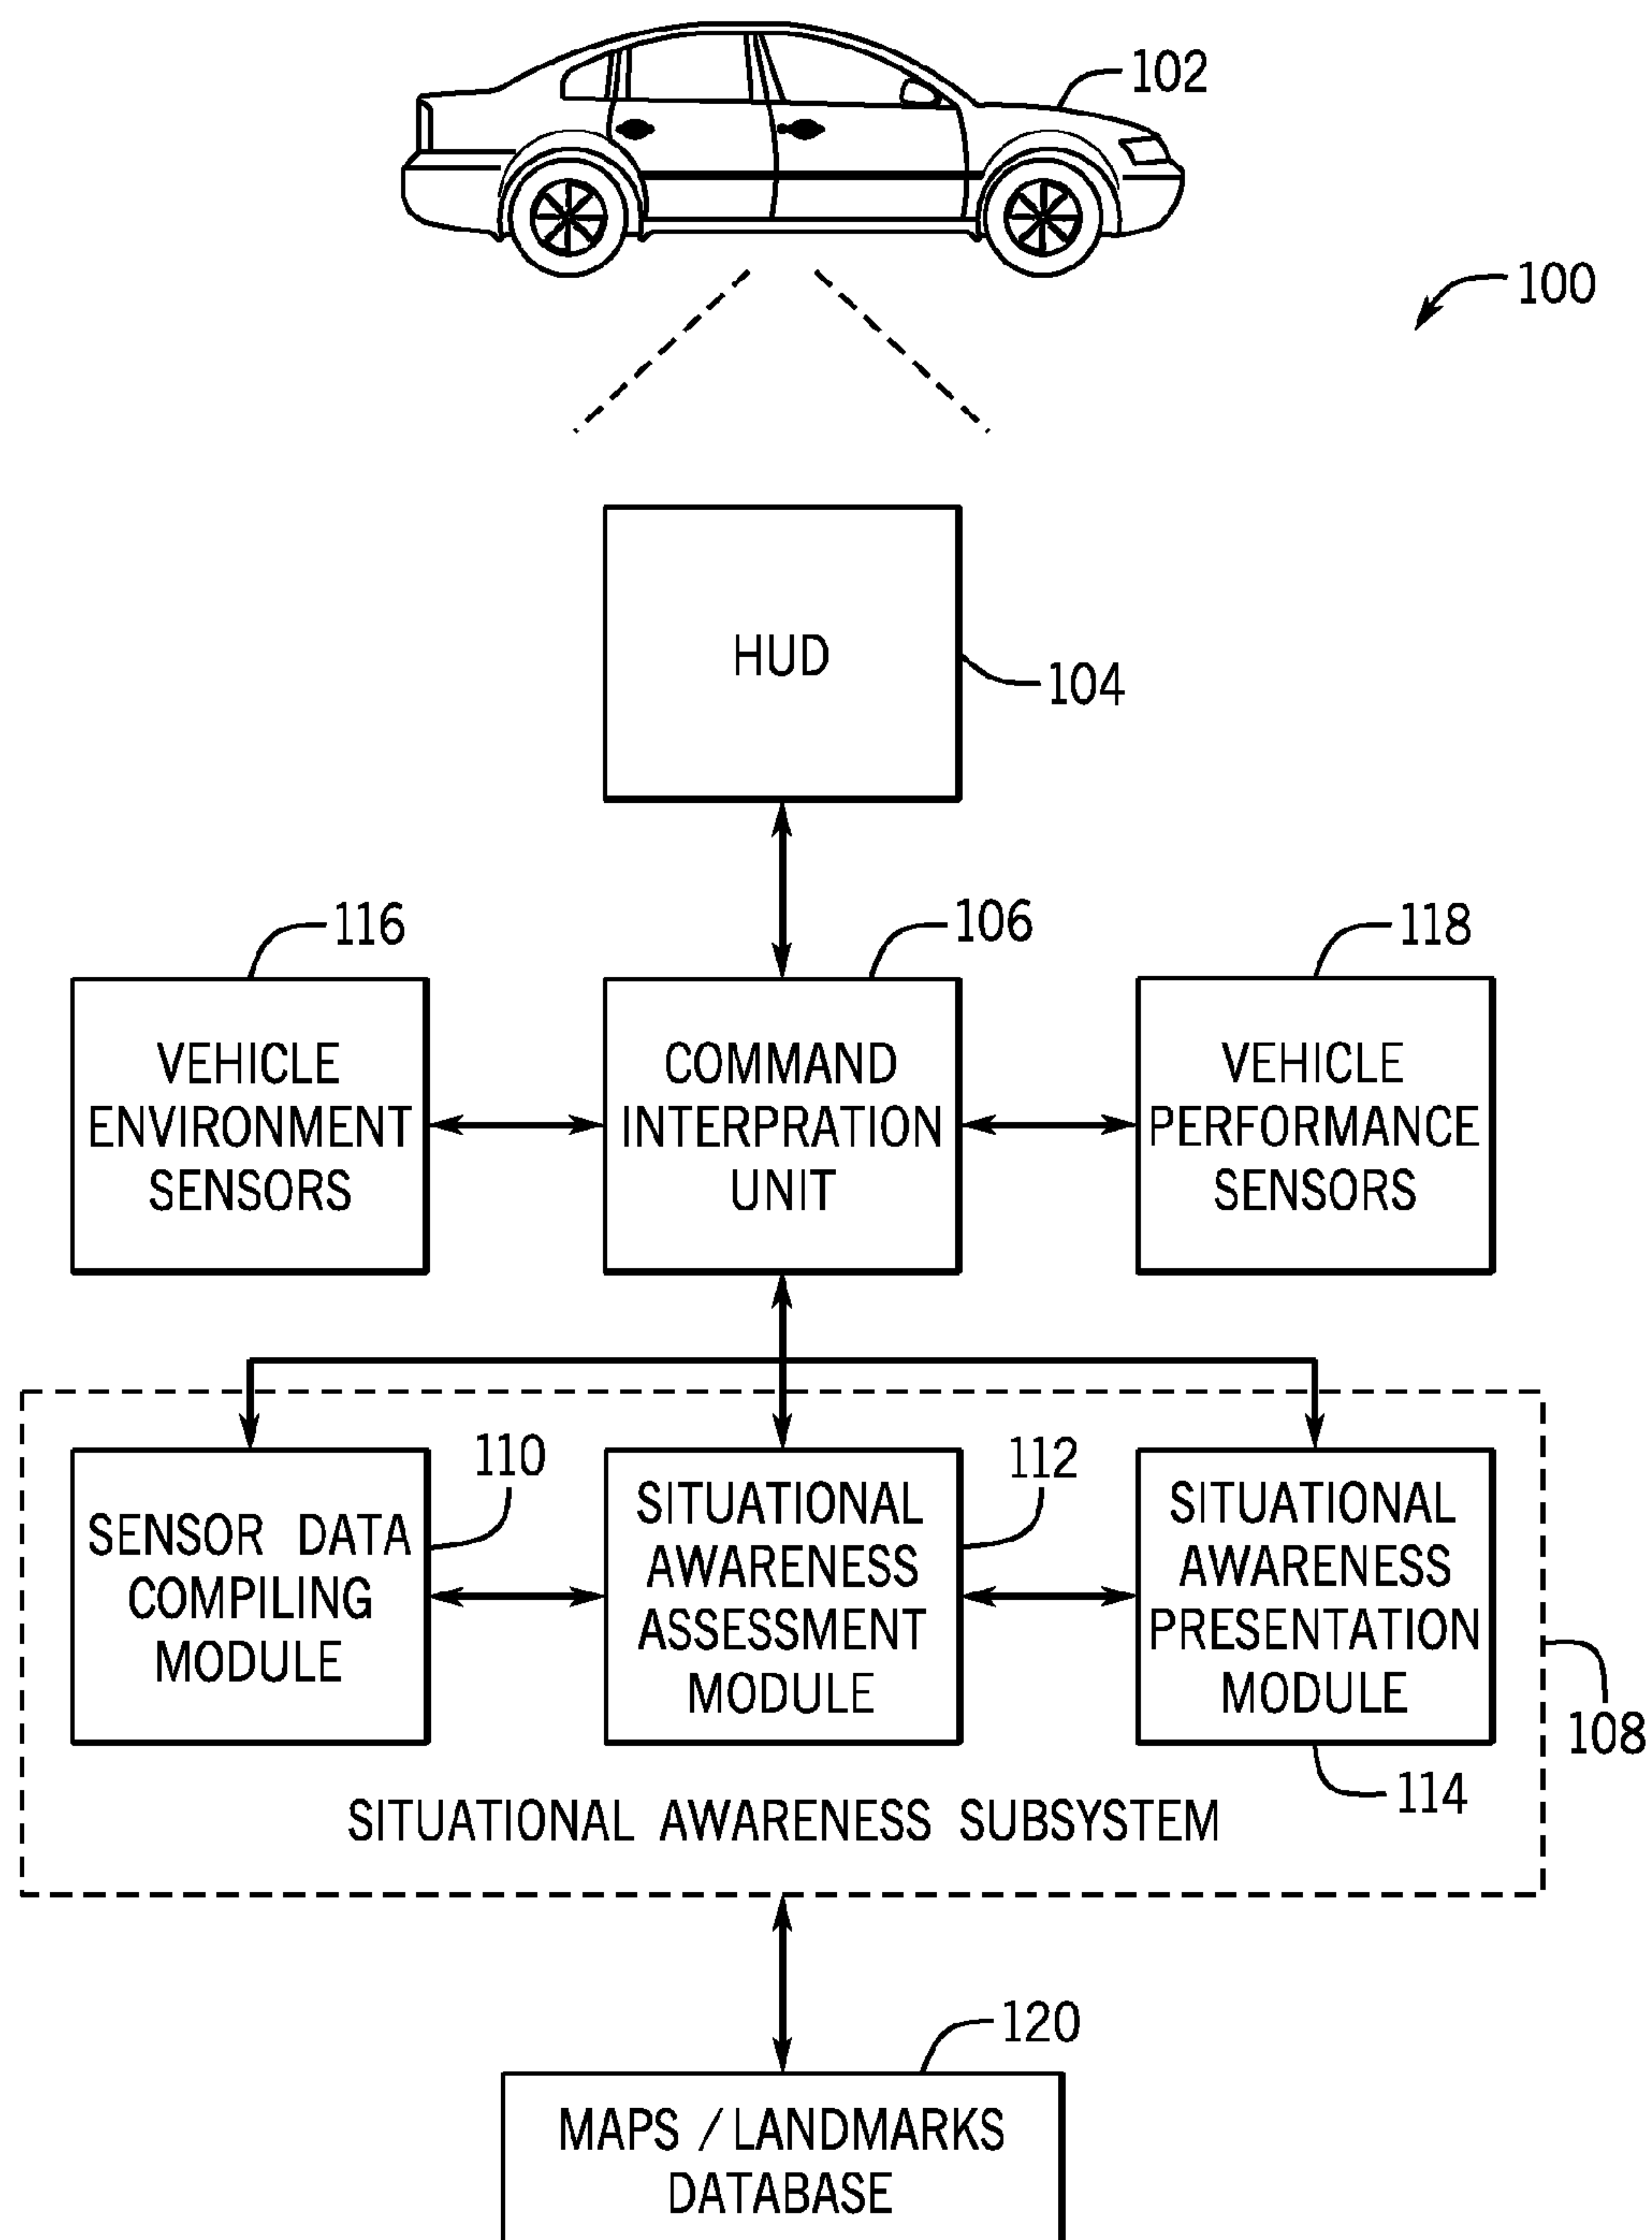 102
100
HUD
104
116
106
118
VEHICLE
ENVIRONMENT
SENSORS
COMMAND
INTERPRATION
UNIT
VEHICLE
PERFORMANCE
SENSORS
110
112
SENSOR DATA
COMPILING
MODULE
SITUATIONAL
AWARENESS
ASSESSMENT
MODULE
SITUATIONAL
AWARENESS
PRESENTATION
MODULE
108
114
SITUATIONAL AWARENESS SUBSYSTEM
120
MAPS / LANDMARKS
DATABASE